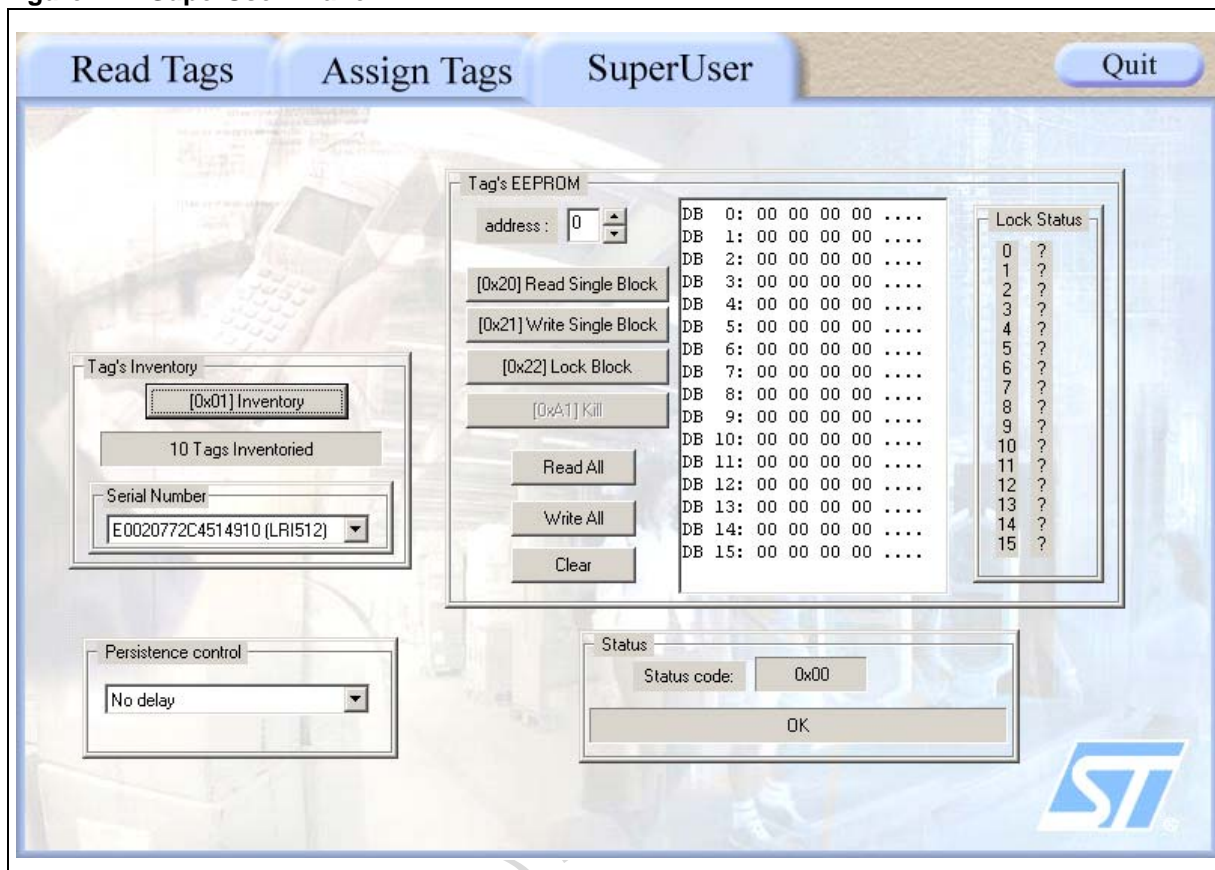 Read Tags
Assign Tags
SuperUser
Quit
Tag's EEPROM
address : 0
[0x20] Read Single Block
[0x21] Write Single Block
[0x22] Lock Block
[0xA1] Kill
Read All
Write All
Clear
DB 0: 00 00 00 00 ....
DB 1: 00 00 00 00 ....
DB 2: 00 00 00 00 ....
DB 3: 00 00 00 00 ....
DB 4: 00 00 00 00 ....
DB 5: 00 00 00 00 ....
DB 6: 00 00 00 00 ....
DB 7: 00 00 00 00 ....
DB 8: 00 00 00 00 ....
DB 9: 00 00 00 00 ....
DB 10: 00 00 00 00 ....
DB 11: 00 00 00 00 ....
DB 12: 00 00 00 00 ....
DB 13: 00 00 00 00 ....
DB 14: 00 00 00 00 ....
DB 15: 00 00 00 00 ....
Lock Status
0 ?
1 ?
2 ?
3 ?
4 ?
5 ?
6 ?
7 ?
8 ?
9 ?
10 ?
11 ?
12 ?
13 ?
14 ?
15 ?
Tag's Inventory
[0x01] Inventory
10 Tags Inventoried
Serial Number
E0020772C4514910 (LRI512)
Persistence control
No delay
Status
Status code: 0x00
OK
ST